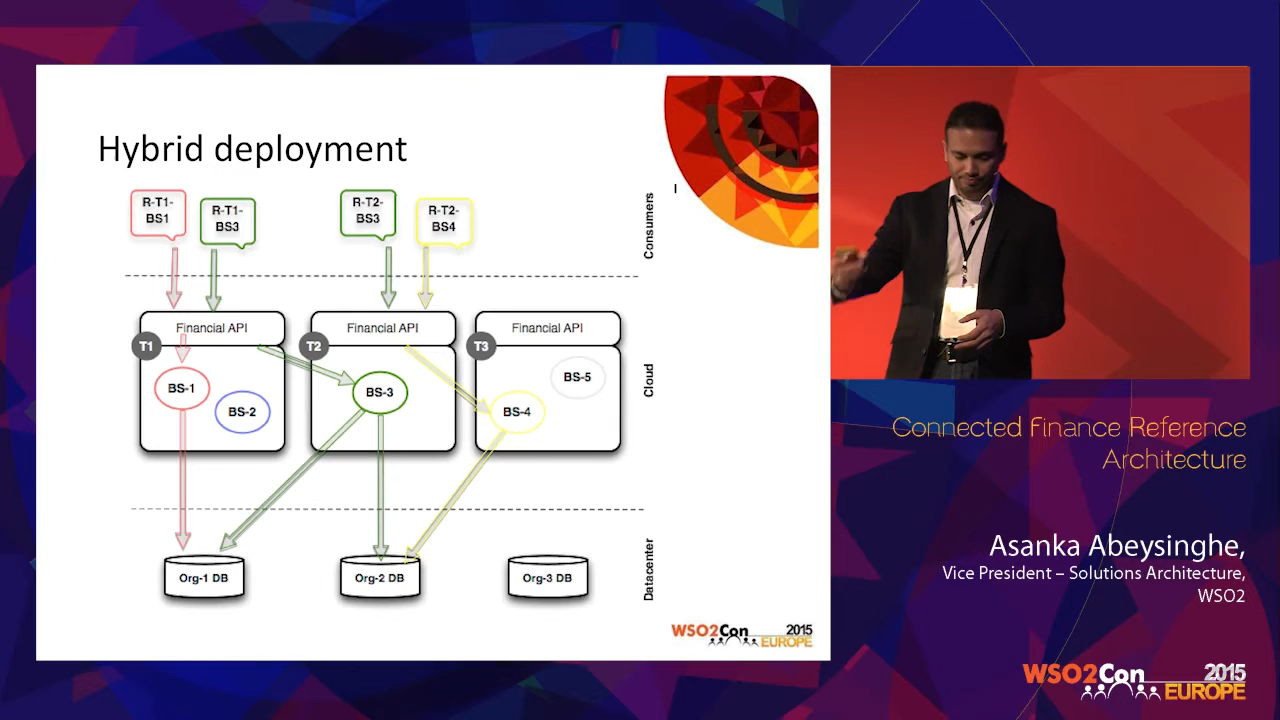 Hybrid deployment
R-T1-
BS1
R-T1-
BS3
R-T2-
BS3
R-T2-
BS4
Consumers
Financial API
Financial API
Financial API
T1
T2
T3
BS-1
BS-2
BS-3
BS-4
BS-5
Cloud
Org-1 DB
Org-2 DB
Org-3 DB
Datacenter
WSO2Con 2015
EUROPE
Connected Finance Reference
Architecture
Asanka Abeysinghe,
Vice President – Solutions Architecture,
WSO2
WSO2Con 2015
EUROPE